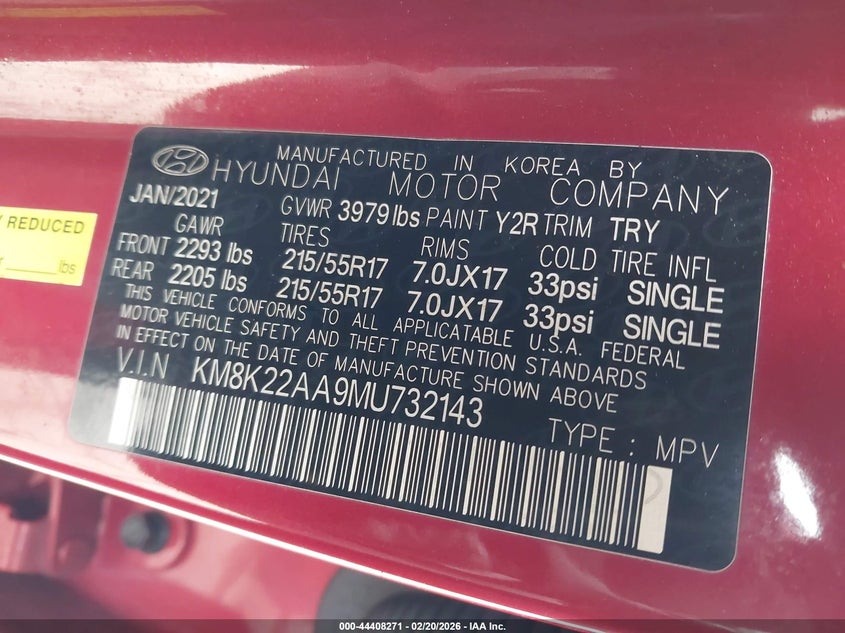 MANUFACTURED IN KOREA BY
HYUNDAI MOTOR COMPANY
JAN/2021 GVWR 3979 lbs PAINT Y2R TRIM TRY
GAWR TIRES RIMS COLD TIRE INFL
FRONT 2293 lbs 215/55R17 7.0JX17 33psi SINGLE
REAR 2205 lbs 215/55R17 7.0JX17 33psi SINGLE
THIS VEHICLE CONFORMS TO ALL APPLICATABLE U.S.A. FEDERAL
MOTOR VEHICLE SAFETY AND THEFT PREVENTION STANDARDS
IN EFFECT ON THE DATE OF MANUFACTURE SHOWN ABOVE
V.I.N KM8K22AA9MU732143
TYPE : MPV
REDUCED
lbs
000-44408271 | 02/20/2026 - IAA Inc.